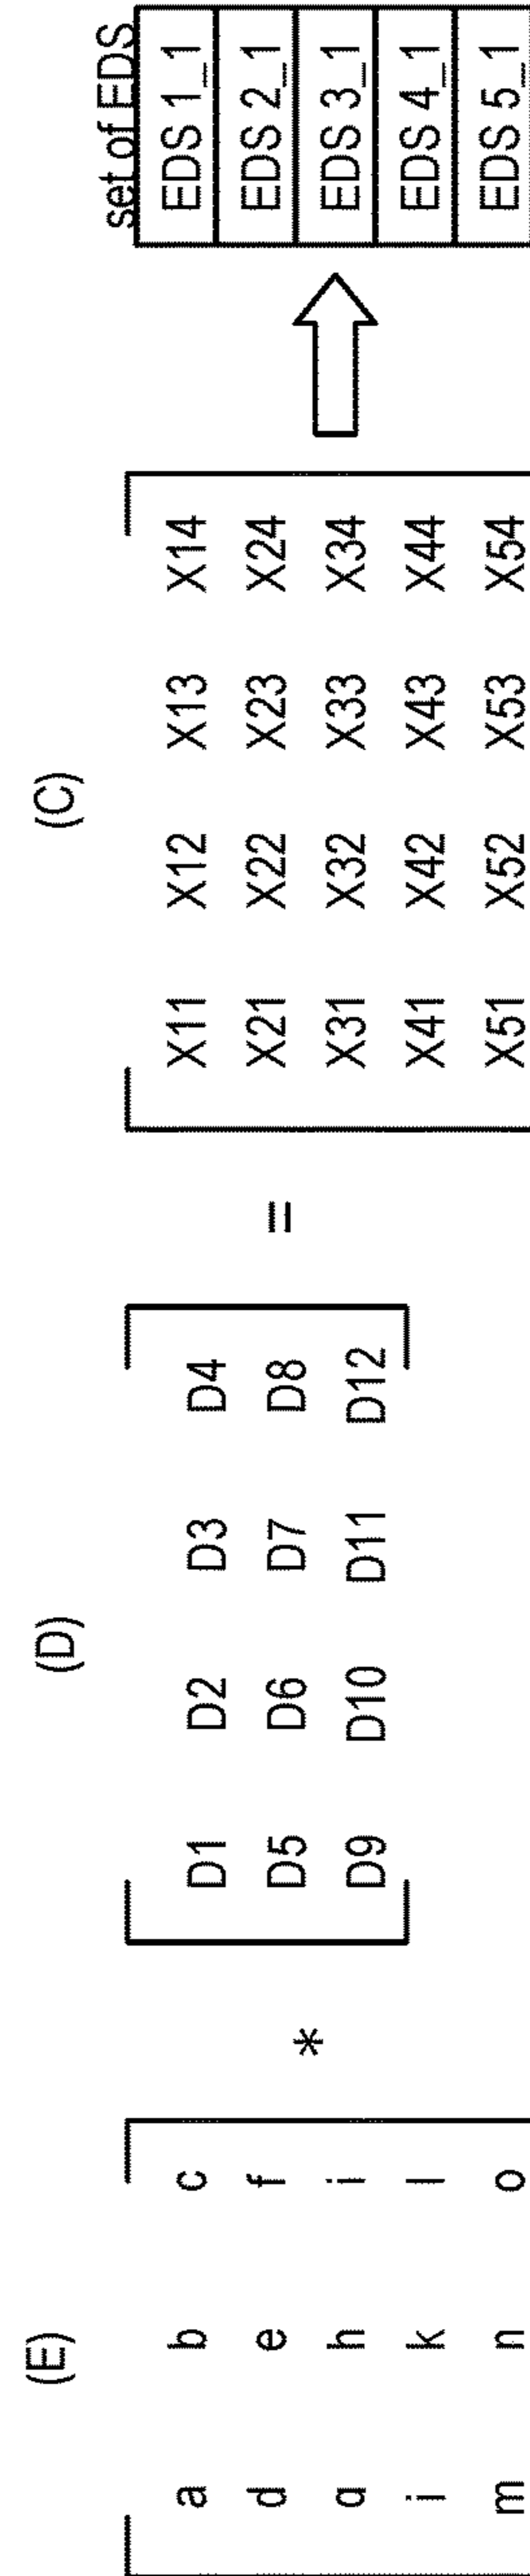 (E)
a b c
d e f
g h i
j k l
m n o
*
(D)
D1 D2 D3 D4
D5 D6 D7 D8
D9 D10 D11 D12
=
(C)
X11 X12 X13 X14
X21 X22 X23 X24
X31 X32 X33 X34
X41 X42 X43 X44
X51 X52 X53 X54
set of EDS
EDS 1_1
EDS 2_1
EDS 3_1
EDS 4_1
EDS 5_1